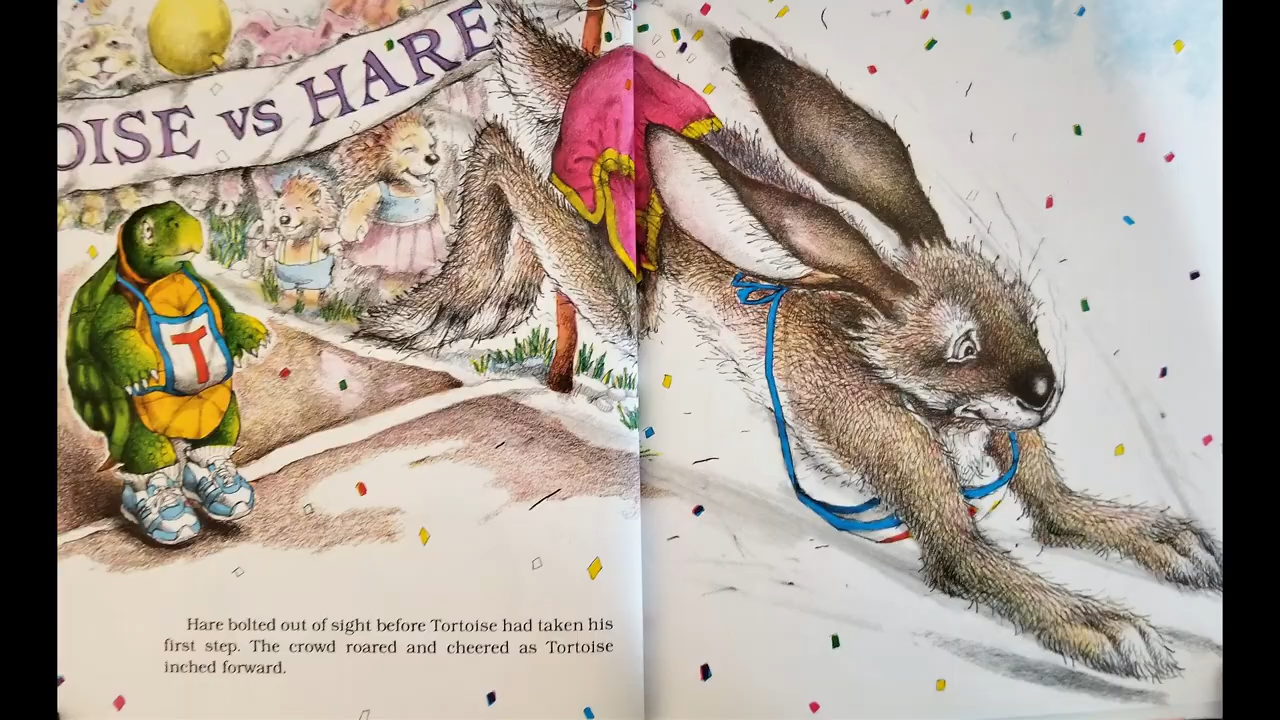 OISE vs HARE
T
Hare bolted out of sight before Tortoise had taken his
first step. The crowd roared and cheered as Tortoise
inched forward.